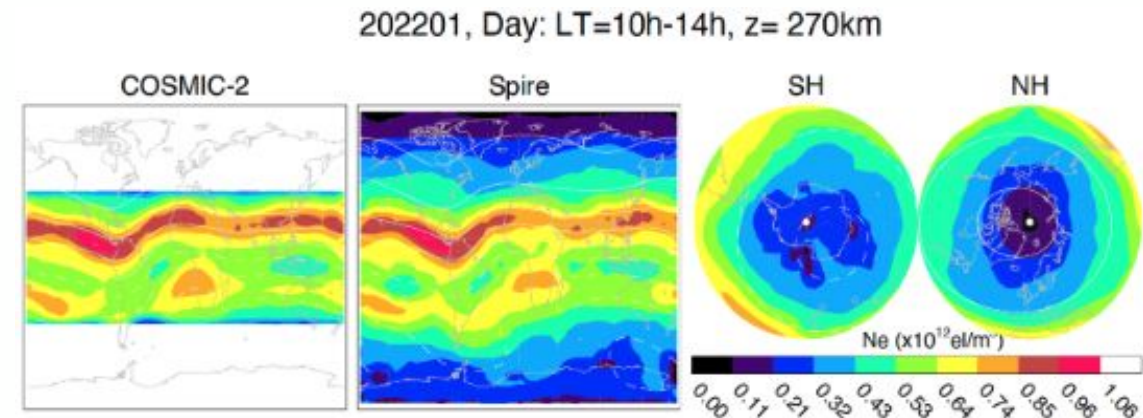 202201, Day: LT=10h-14h, z= 270km
COSMIC-2 Spire SH NH
Ne (x10¹²el/m⁻³)
0.00 0.11 0.21 0.32 0.43 0.53 0.64 0.74 0.85 0.96 1.06